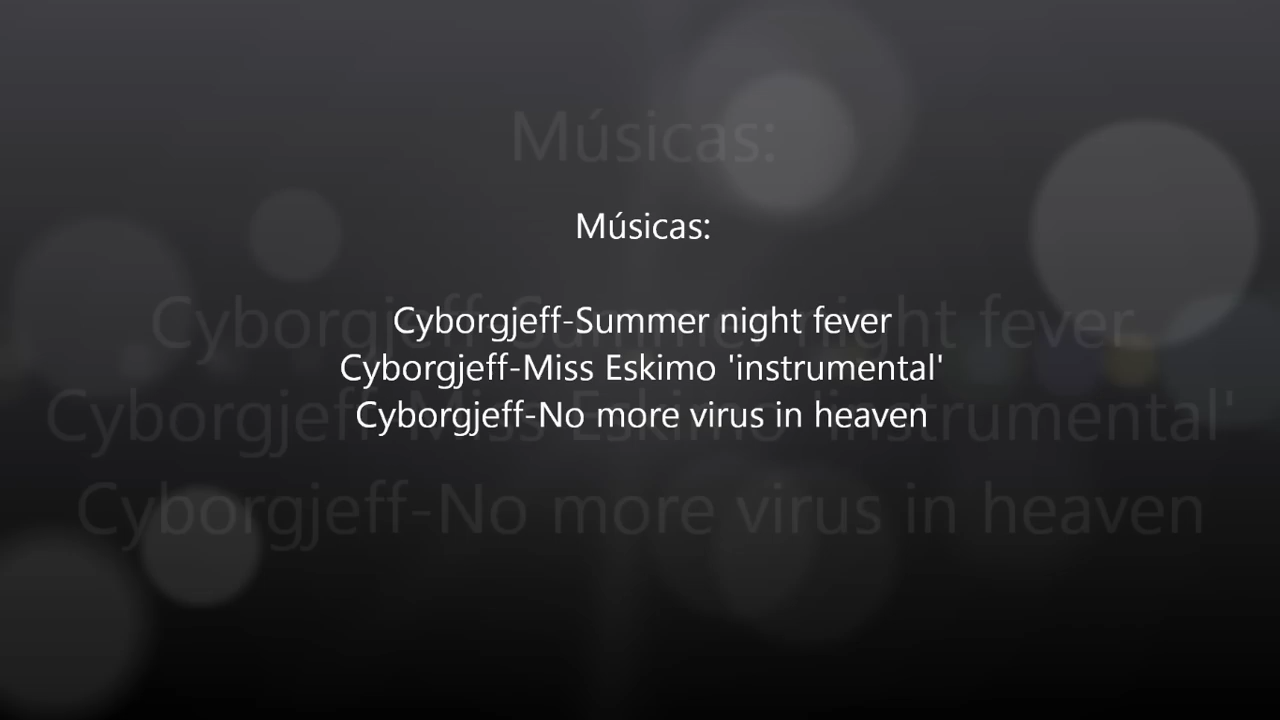 Músicas:
Cyborgjeff-Summer night fever
Cyborgjeff-Miss Eskimo 'instrumental'
Cyborgjeff-No more virus in heaven